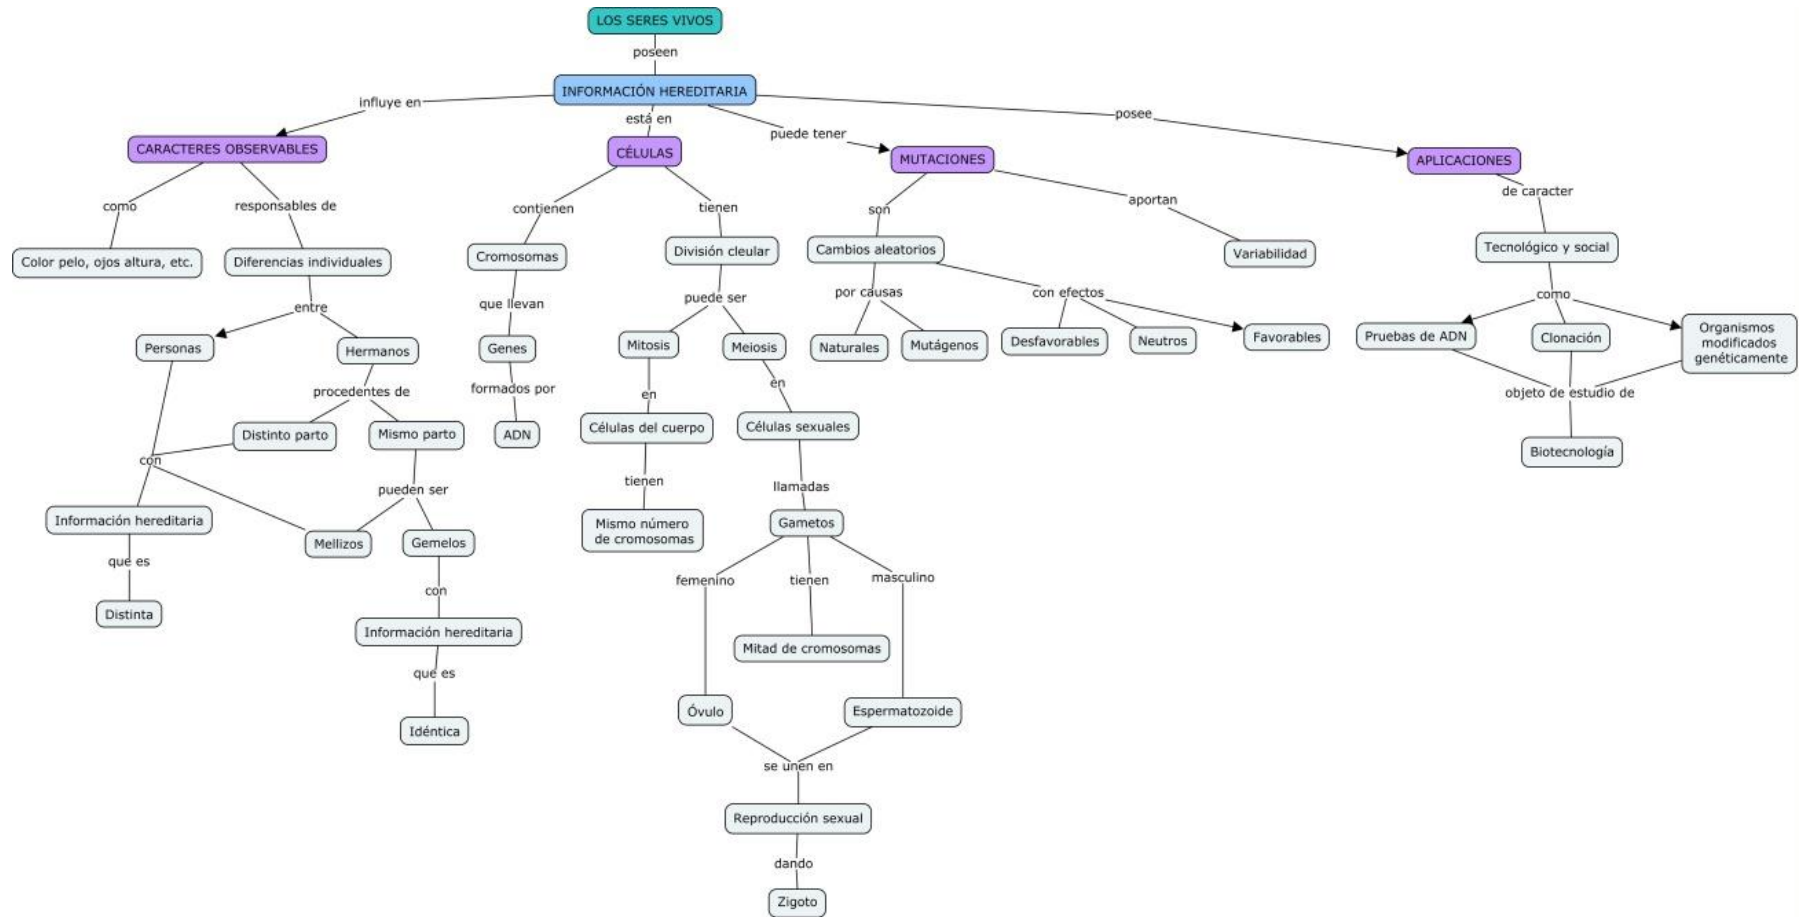 LOS SERES VIVOS
poseen
INFORMACIÓN HEREDITARIA
influye en
está en
puede tener
posee
CARACTERES OBSERVABLES
CÉLULAS
MUTACIONES
APLICACIONES
como
responsables de
contienen
tienen
son
aportan
de caracter
Color pelo, ojos altura, etc.
Diferencias individuales
Cromosomas
División cleular
Cambios aleatorios
Variabilidad
Tecnológico y social
entre
que llevan
puede ser
por causas
con efectos
como
Personas
Hermanos
Genes
Mitosis
Meiosis
Naturales
Mutágenos
Desfavorables
Neutros
Favorables
Pruebas de ADN
Clonación
Organismos
modificados
genéticamente
procedentes de
formados por
en
en
objeto de estudio de
Distinto parto
Mismo parto
ADN
Células del cuerpo
Células sexuales
Biotecnología
con
pueden ser
tienen
llamadas
Información hereditaria
Mellizos
Gemelos
Mismo número
de cromosomas
Gametos
que es
con
femenino
tienen
masculino
Distinta
Información hereditaria
Mitad de cromosomas
que es
Óvulo
Espermatozoide
Idéntica
se unen en
Reproducción sexual
dando
Zigoto